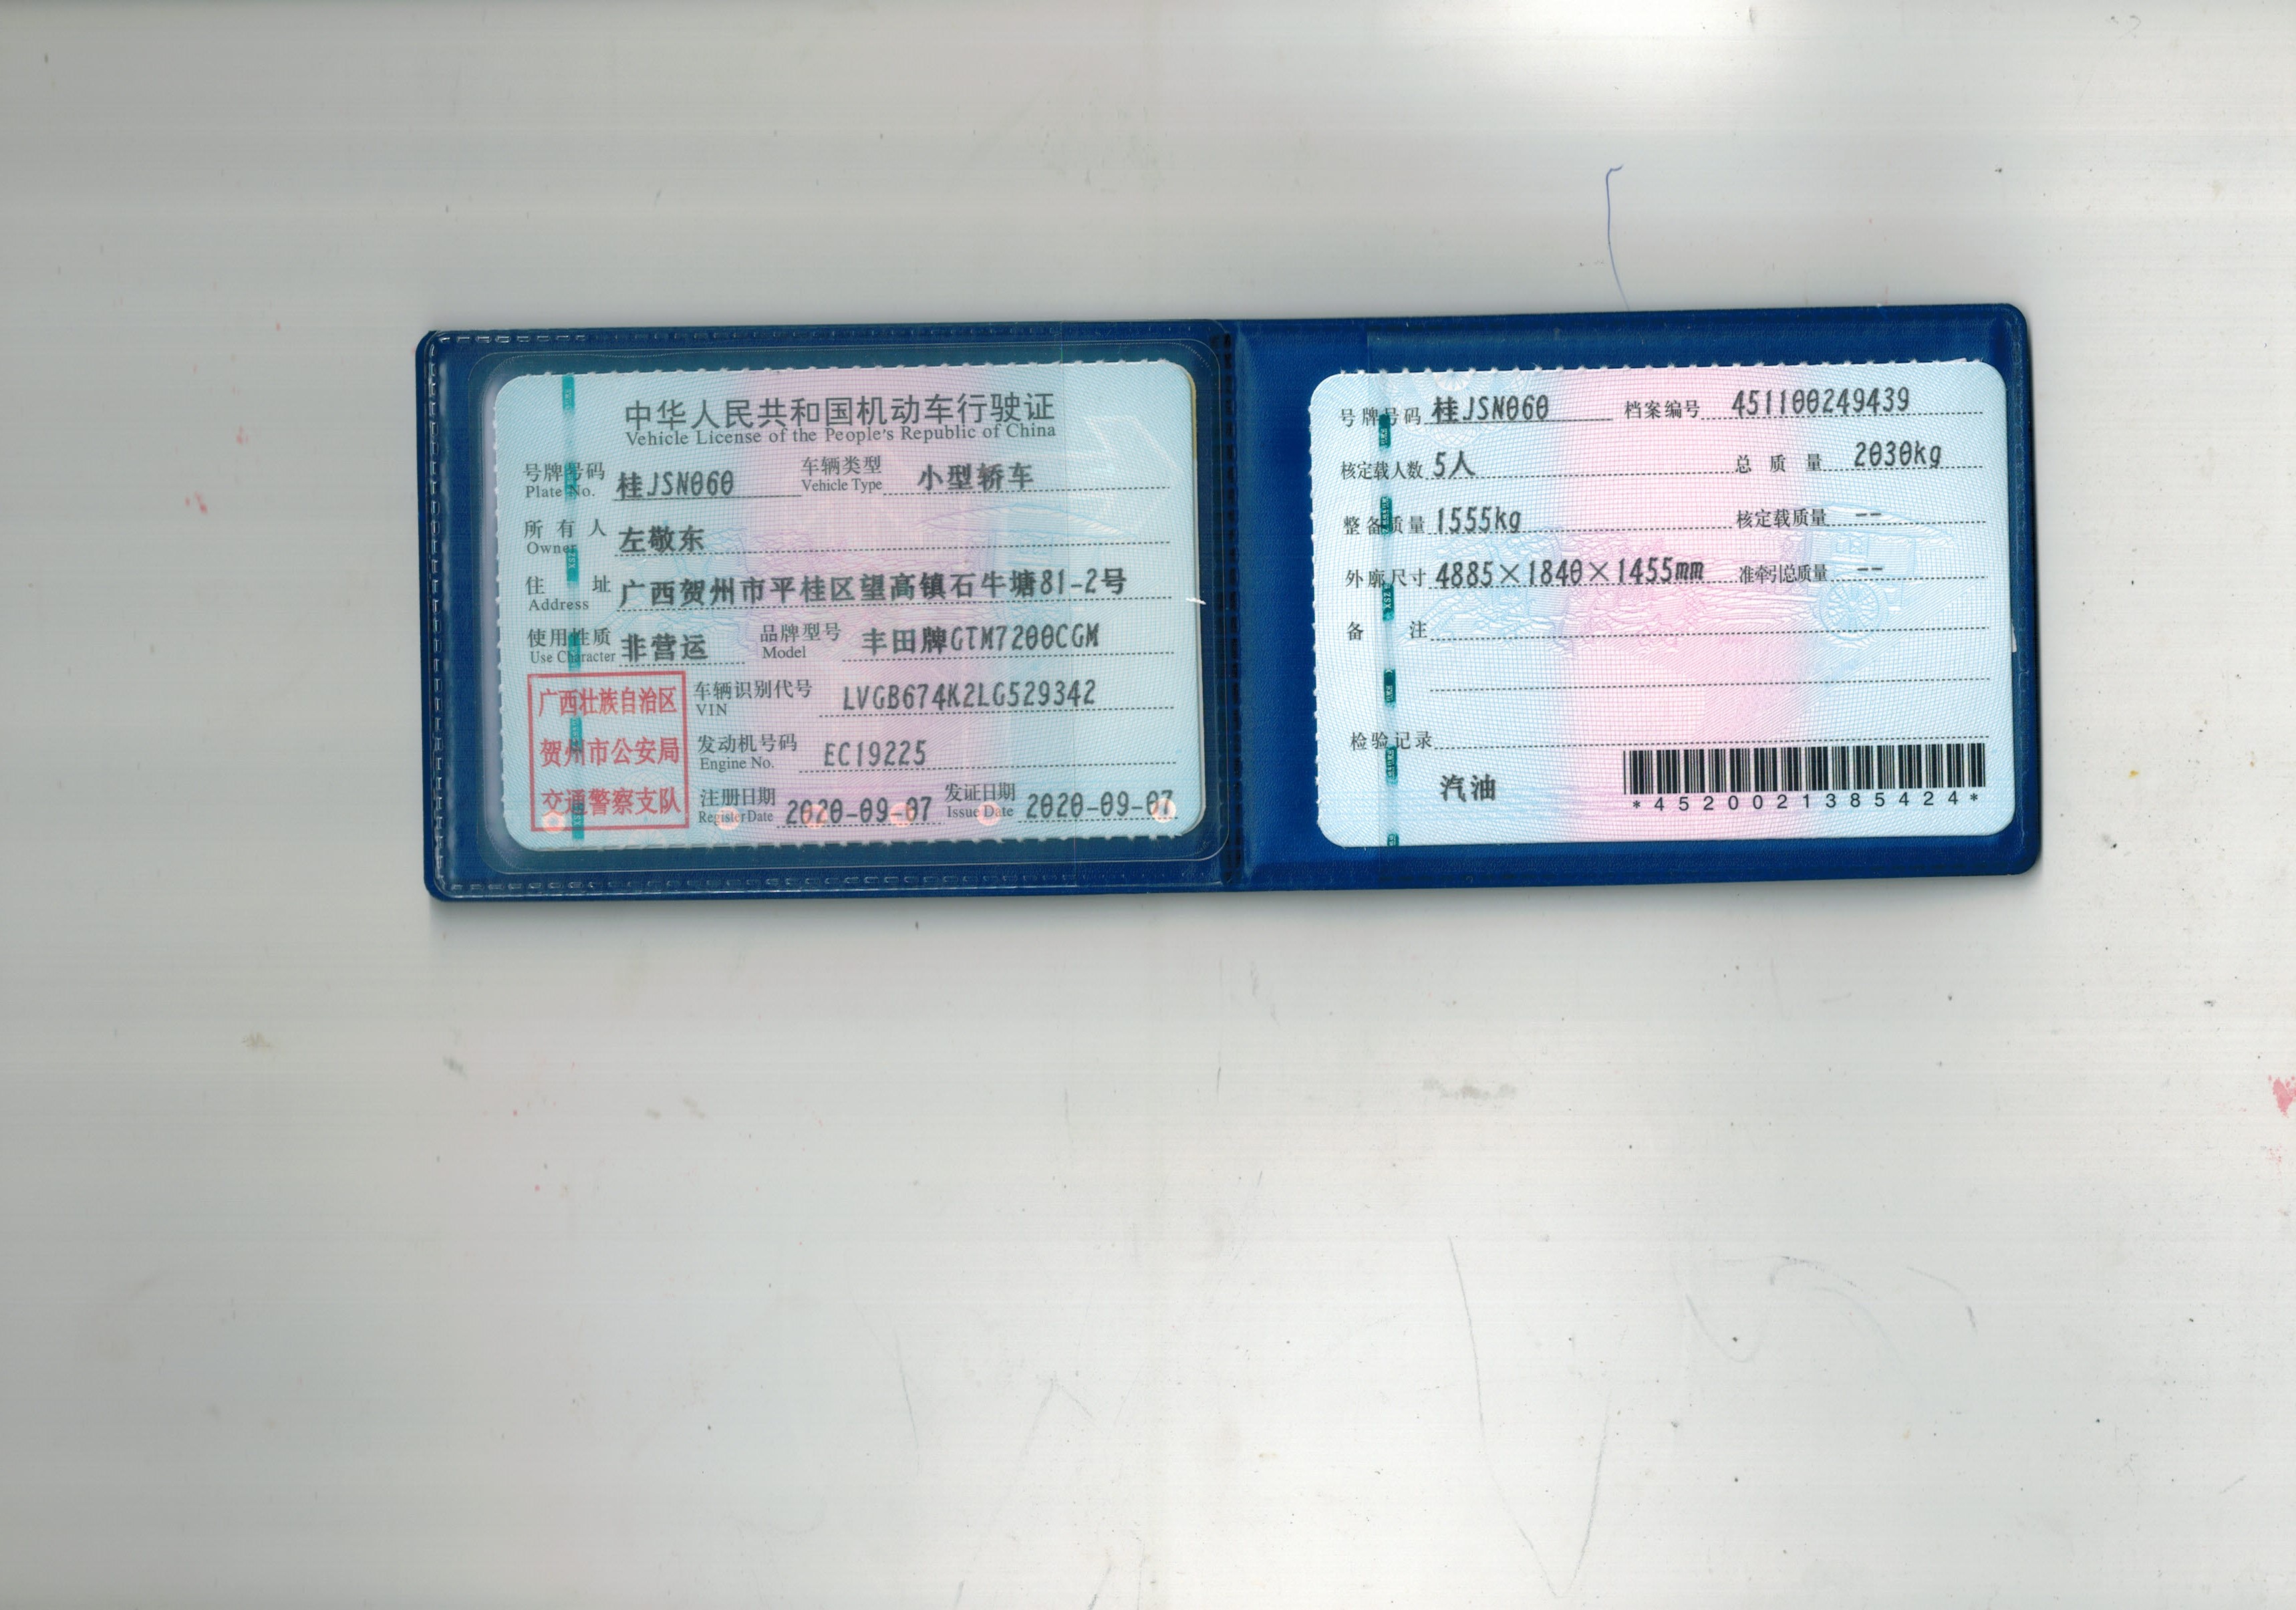 中华人民共和国机动车行驶证
Vehicle License of the People's Republic of China
号牌号码 桂JSN060 车辆类型 小型轿车
Plate No. Vehicle Type
所有人 左敬东
Owner
住址 广西贺州市平桂区望高镇石牛塘81-2号
Address
使用性质 非营运 品牌型号 丰田牌GTM7200CGM
Use Character Model
广西壮族自治区
贺州市公安局
交通警察支队
车辆识别代号 LVGB674K2LG529342
VIN
发动机号码 EC19225
Engine No.
注册日期 2020-09-07 发证日期 2020-09-07
Register Date Issue Date
号牌号码 桂JSN060 档案编号 451100249439
核定载人数 5人 总质量 2030kg
整备质量 1555kg 核定载质量 --
外廓尺寸 4885×1840×1455mm 准牵引总质量 --
备注
检验记录
汽油
*4520021385424*